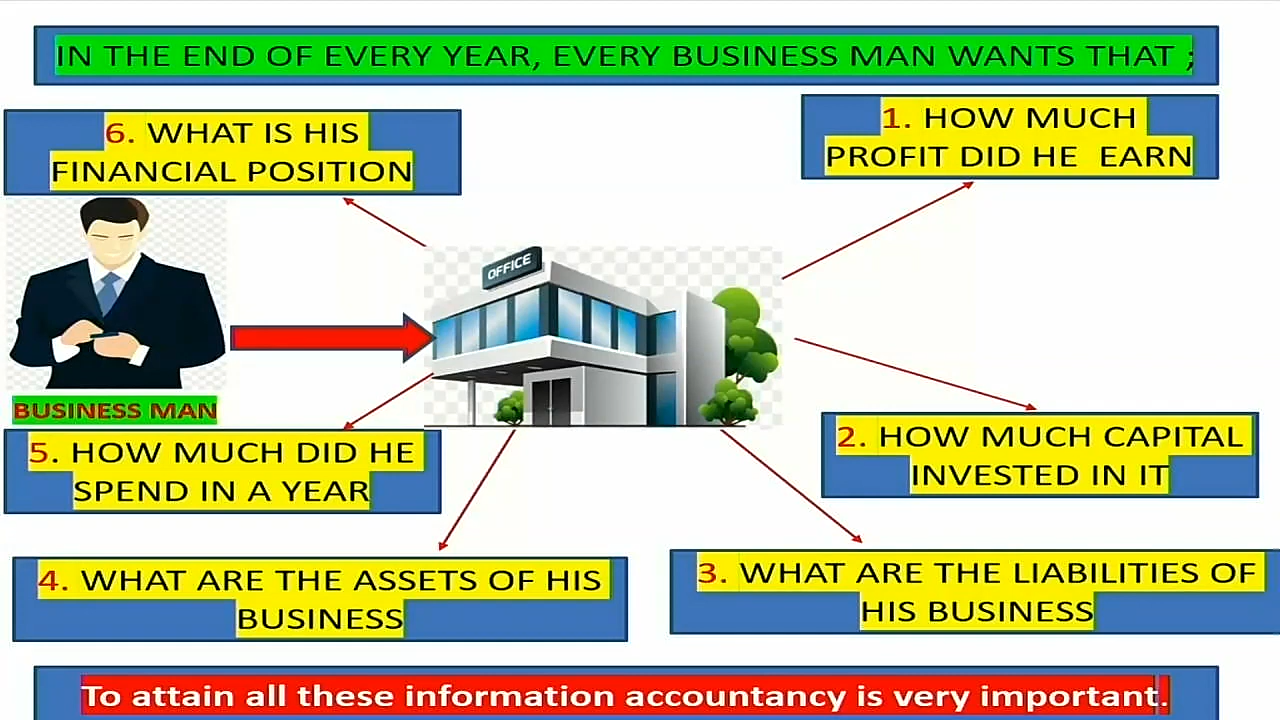 IN THE END OF EVERY YEAR, EVERY BUSINESS MAN WANTS THAT ;
1. HOW MUCH
PROFIT DID HE EARN
6. WHAT IS HIS
FINANCIAL POSITION
OFFICE
BUSINESS MAN
2. HOW MUCH CAPITAL
INVESTED IN IT
5. HOW MUCH DID HE
SPEND IN A YEAR
3. WHAT ARE THE LIABILITIES OF
HIS BUSINESS
4. WHAT ARE THE ASSETS OF HIS
BUSINESS
To attain all these information accountancy is very important.